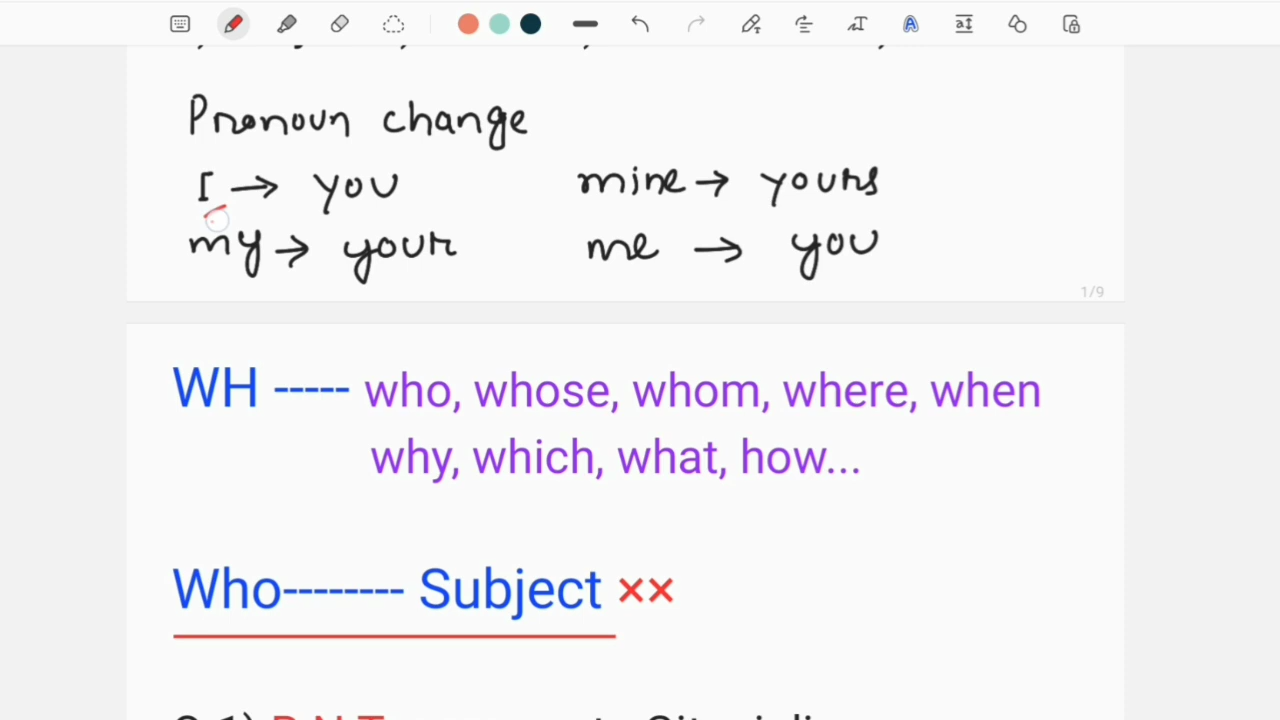 Pronoun change
I → you mine → yours
my → your me → you
1/9
WH ----- who, whose, whom, where, when
why, which, what, how...
Who-------- Subject ××